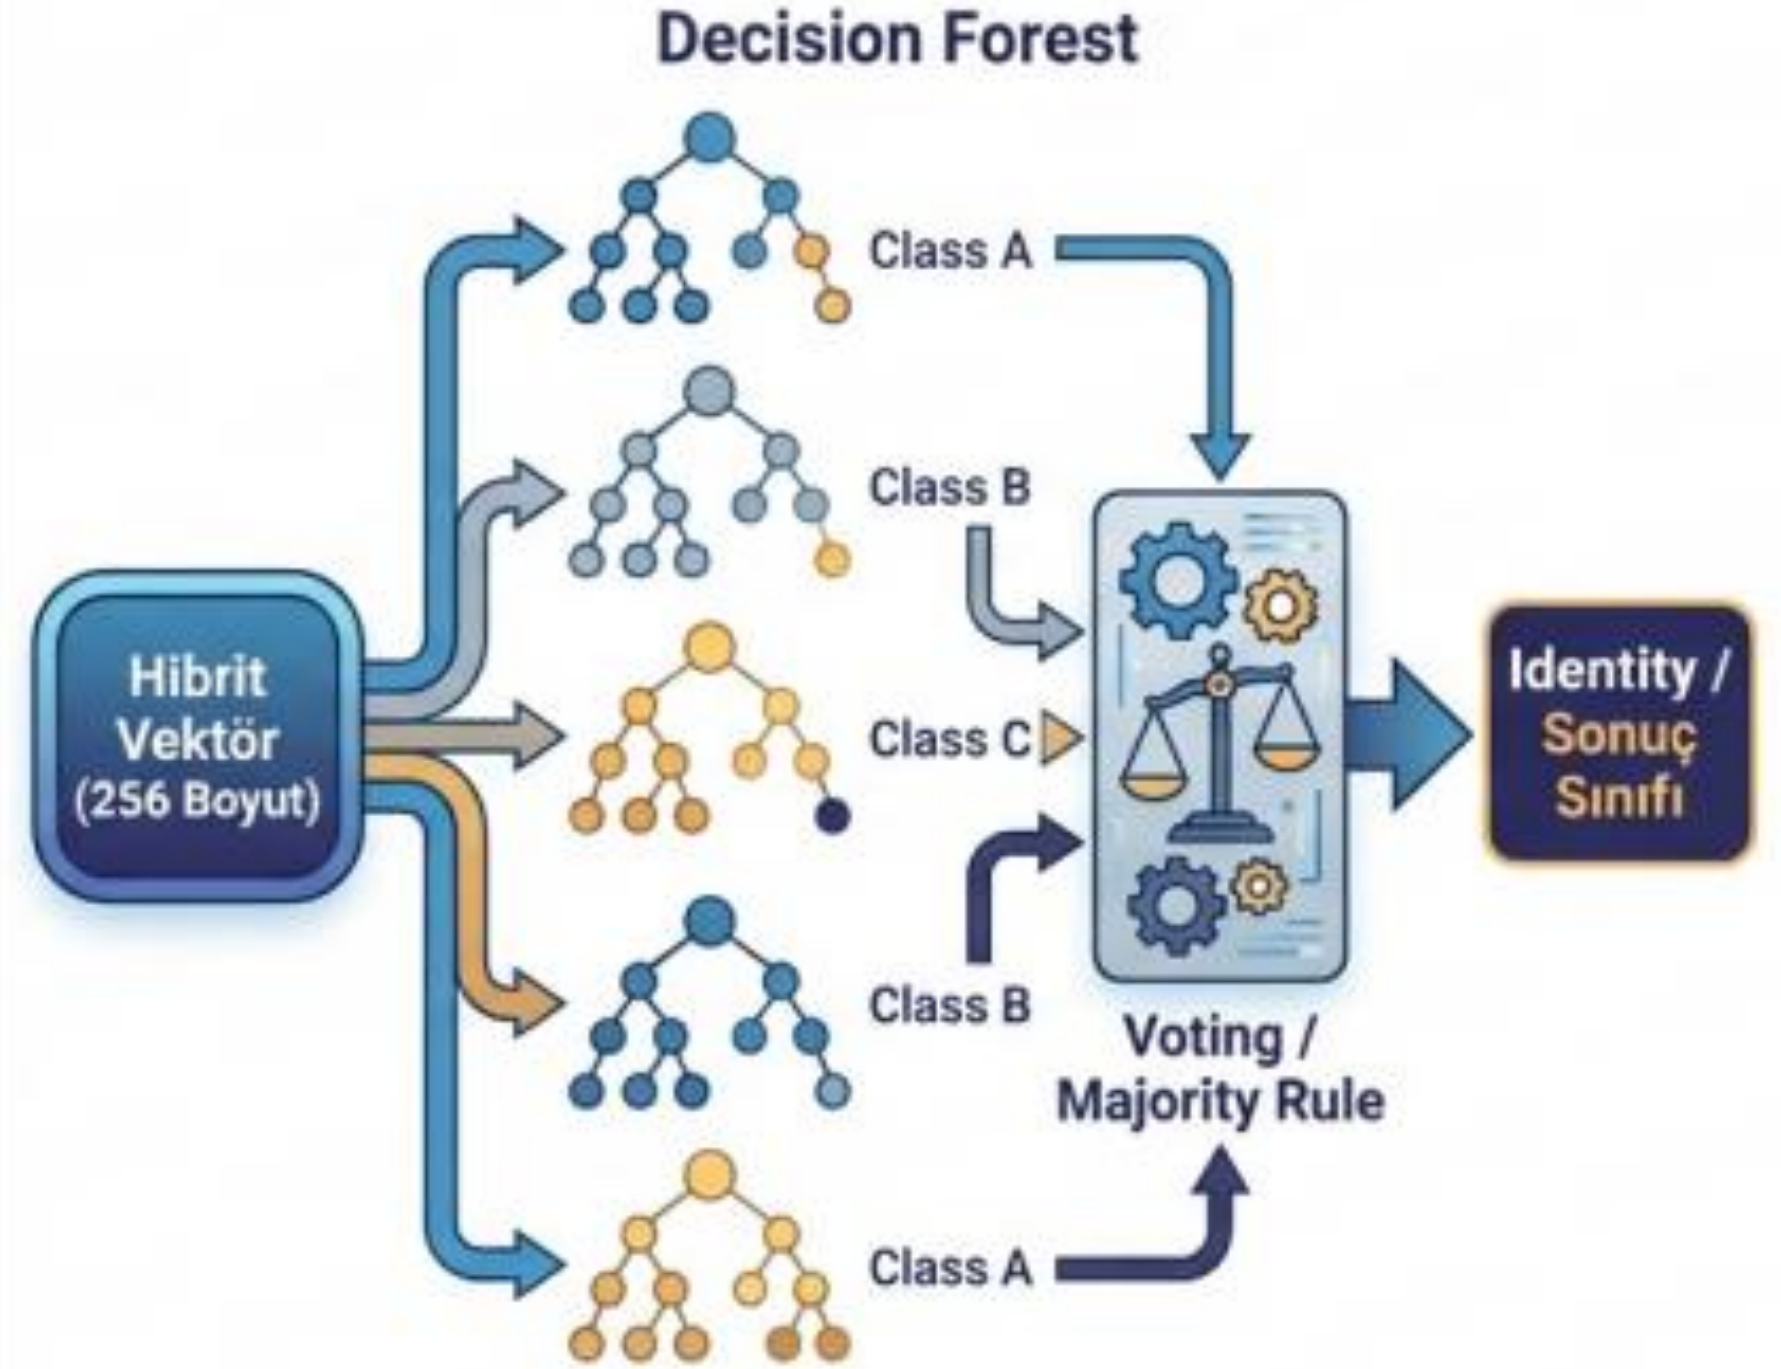 Decision Forest
Class A
Class B
Hibrit
Vektör
(256 Boyut)
Class C
Class B
Class A
Voting /
Majority Rule
Identity /
Sonuç
Sınıfı